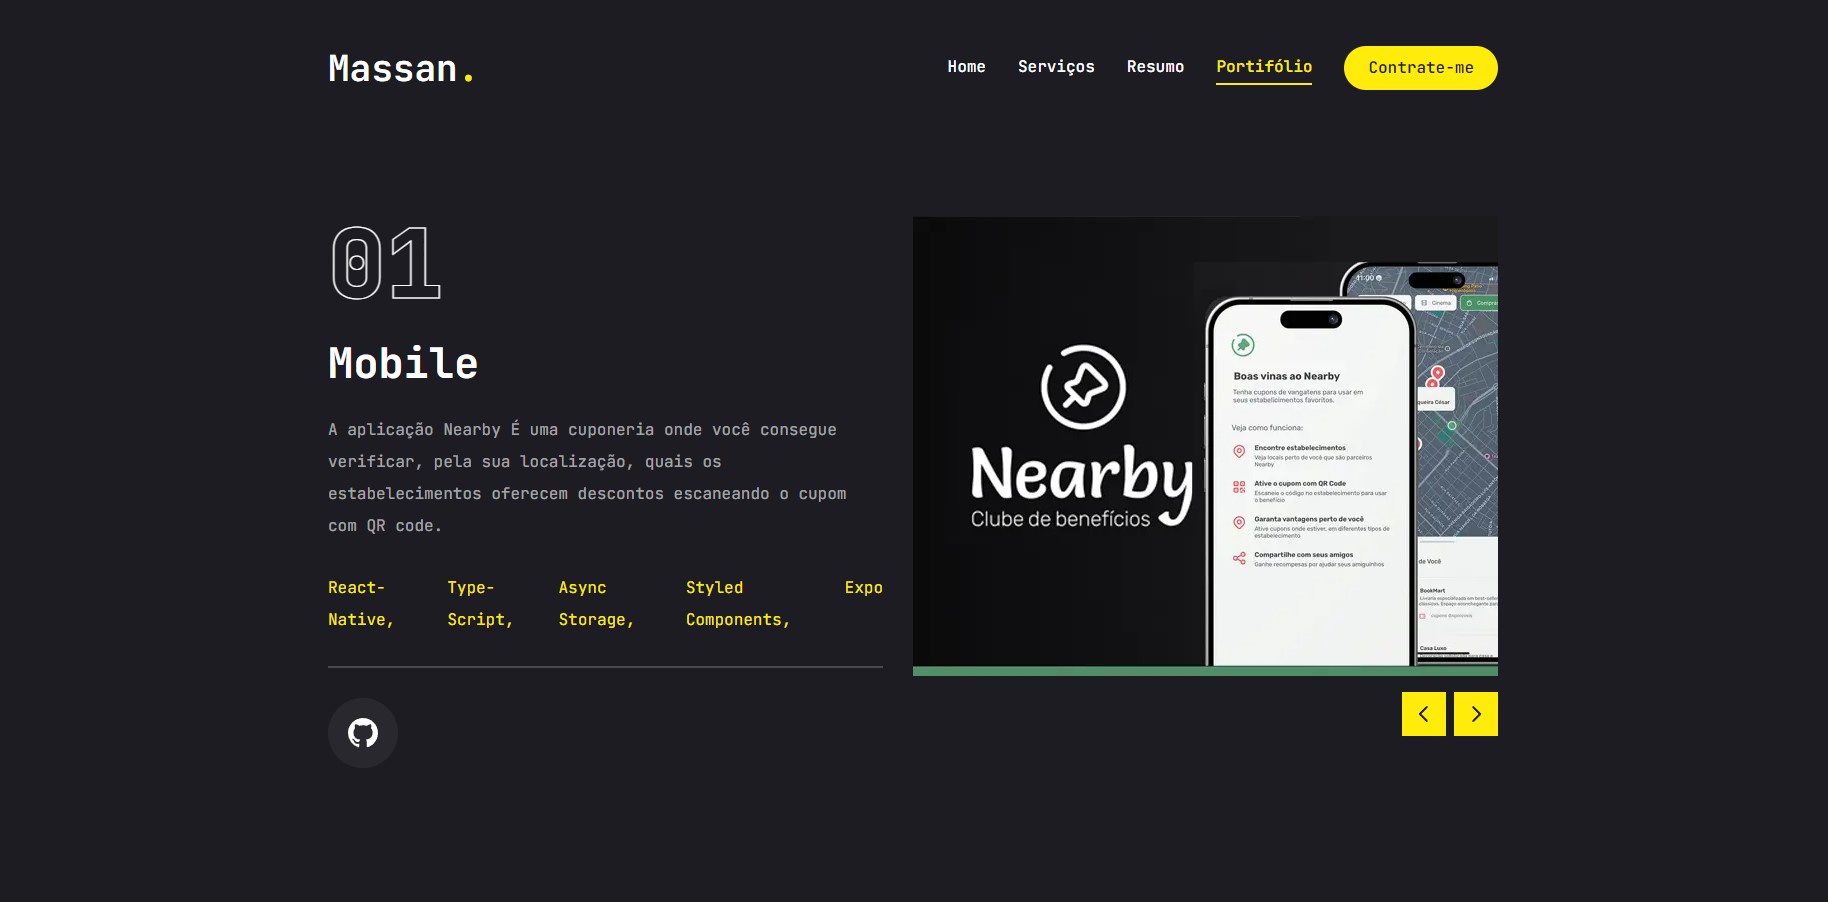 Massan.
Home Serviços Resumo Portifólio Contrate-me
01
Mobile
A aplicação Nearby É uma cuponeria onde você consegue
verificar, pela sua localização, quais os
estabelecimentos oferecem descontos escaneando o cupom
com QR code.
React- Type- Async Styled Expo
Native, Script, Storage, Components,
Nearby
Clube de benefícios
Boas vinas ao Nearby
Tenha cupons de vangatens para usar em
seus estabelicimentos favoritos.
Veja como funciona:
Encontre estabelecimentos
Veja locais perto de você que são parceiros
Nearby
Ative o cupom com QR Code
Escaneie o código no estabelecimento para usar
o benefício
Garanta vantagens perto de você
Ative cupons onde estiver, em diferentes tipos de
estabelecimento
Compartilhe com seus amigos
Ganhe recompesas por ajudar seus amiguinhos
11:00
Cinema
Compras
queira César
de Você
BookMart
Casa Luxo